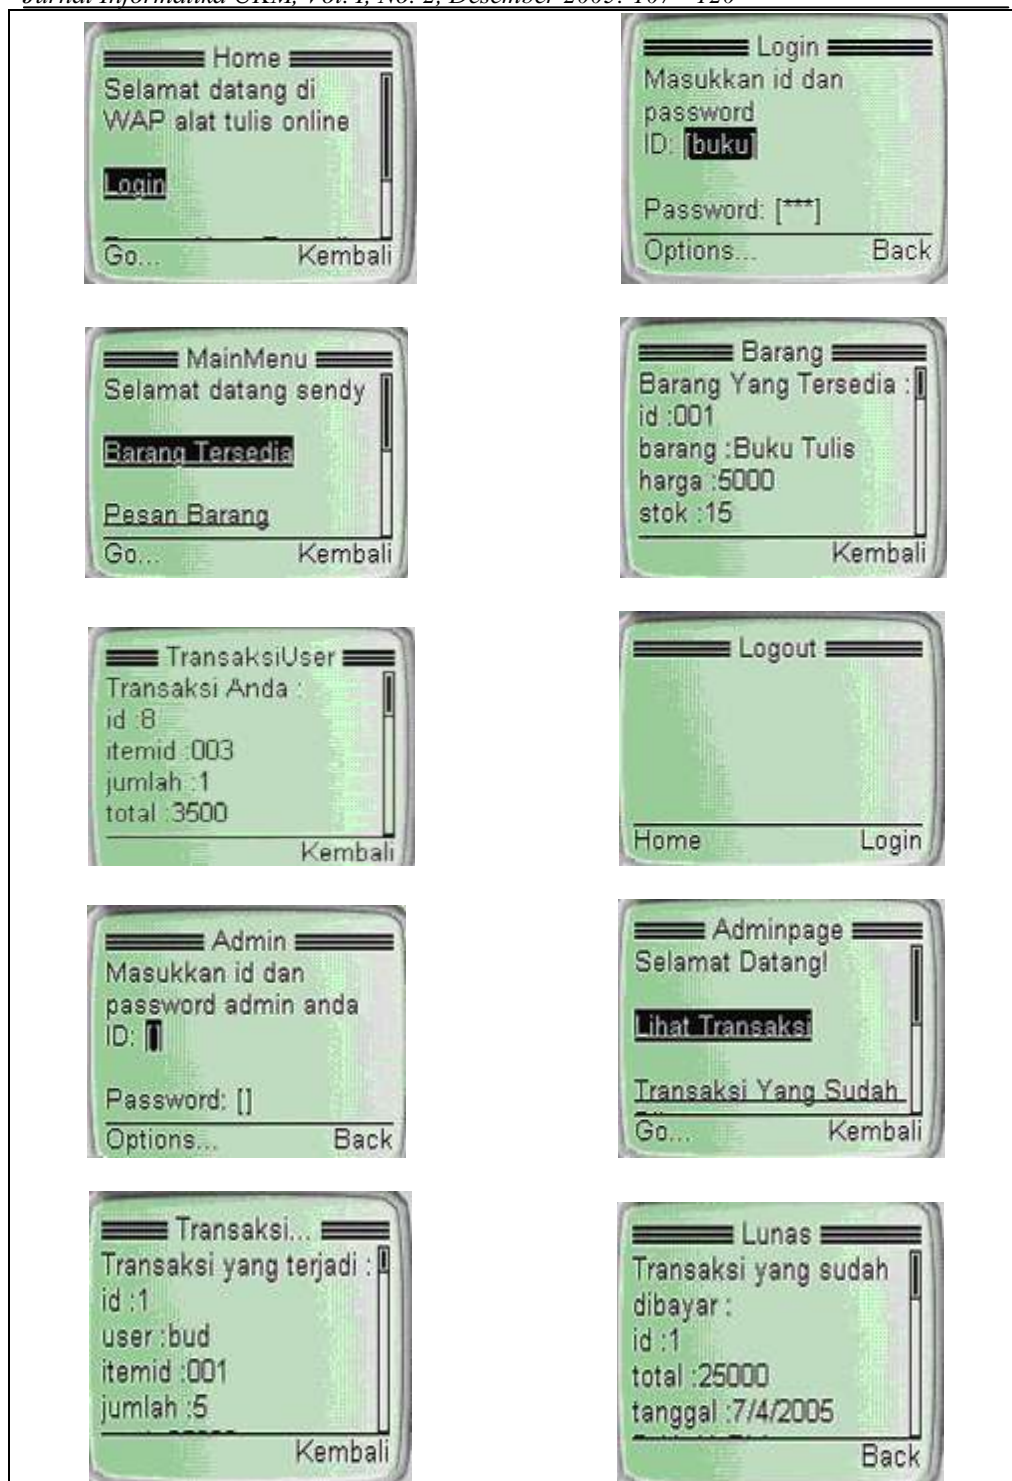 Jurnal Informatika UKM, Vol. I, No. 2, Desember 2005: 107 - 120
Home
Selamat datang di
WAP alat tulis online
Login
Go... Kembali
Login
Masukkan id dan
password
ID: [buku]
Password: [***]
Options... Back
MainMenu
Selamat datang sendy
Barang Tersedia
Pesan Barang
Go... Kembali
Barang
Barang Yang Tersedia :
id :001
barang :Buku Tulis
harga :5000
stok :15
Kembali
TransaksiUser
Transaksi Anda :
id :8
itemid :003
jumlah :1
total :3500
Kembali
Logout
Home Login
Admin
Masukkan id dan
password admin anda
ID: []
Password: []
Options... Back
Adminpage
Selamat Datang!
Lihat Transaksi
Transaksi Yang Sudah
Go... Kembali
Transaksi...
Transaksi yang terjadi :
id :1
user :bud
itemid :001
jumlah :5
Kembali
Lunas
Transaksi yang sudah
dibayar :
id :1
total :25000
tanggal :7/4/2005
Back